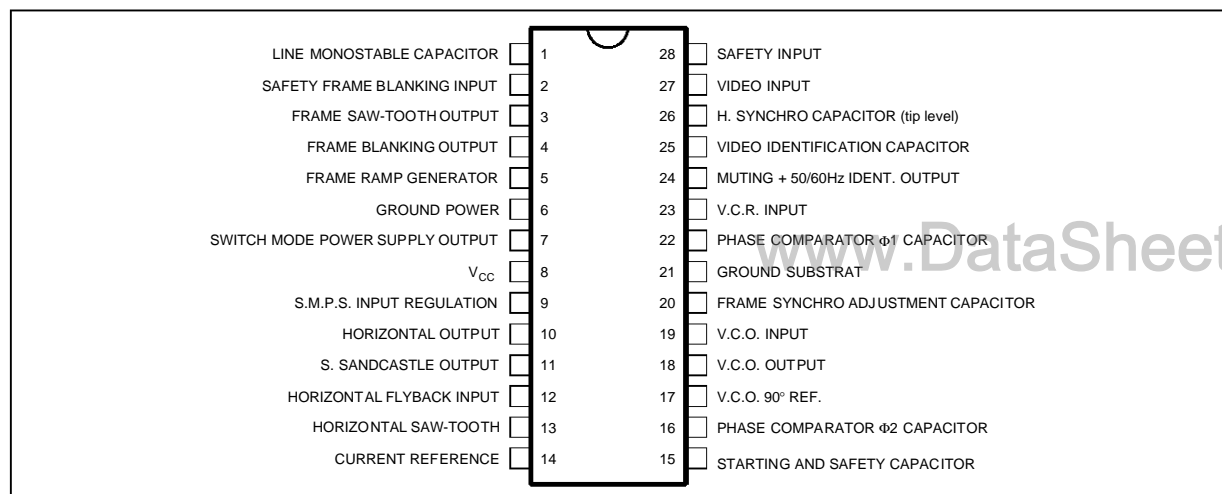 LINE MONOSTABLE CAPACITOR 1 28 SAFETY INPUT
SAFETY FRAME BLANKING INPUT 2 27 VIDEO INPUT
FRAME SAW-TOOTH OUTPUT 3 26 H. SYNCHRO CAPACITOR (tip level)
FRAME BLANKING OUTPUT 4 25 VIDEO IDENTIFICATION CAPACITOR
FRAME RAMP GENERATOR 5 24 MUTING + 50/60Hz IDENT. OUTPUT
GROUND POWER 6 23 V.C.R. INPUT
SWITCH MODE POWER SUPPLY OUTPUT 7 22 PHASE COMPARATOR Φ1 CAPACITOR
www.DataSheet
VCC 8 21 GROUND SUBSTRAT
S.M.P.S. INPUT REGULATION 9 20 FRAME SYNCHRO ADJUSTMENT CAPACITOR
HORIZONTAL OUTPUT 10 19 V.C.O. INPUT
S. SANDCASTLE OUTPUT 11 18 V.C.O. OUTPUT
HORIZONTAL FLYBACK INPUT 12 17 V.C.O. 90° REF.
HORIZONTAL SAW-TOOTH 13 16 PHASE COMPARATOR Φ2 CAPACITOR
CURRENT REFERENCE 14 15 STARTING AND SAFETY CAPACITOR